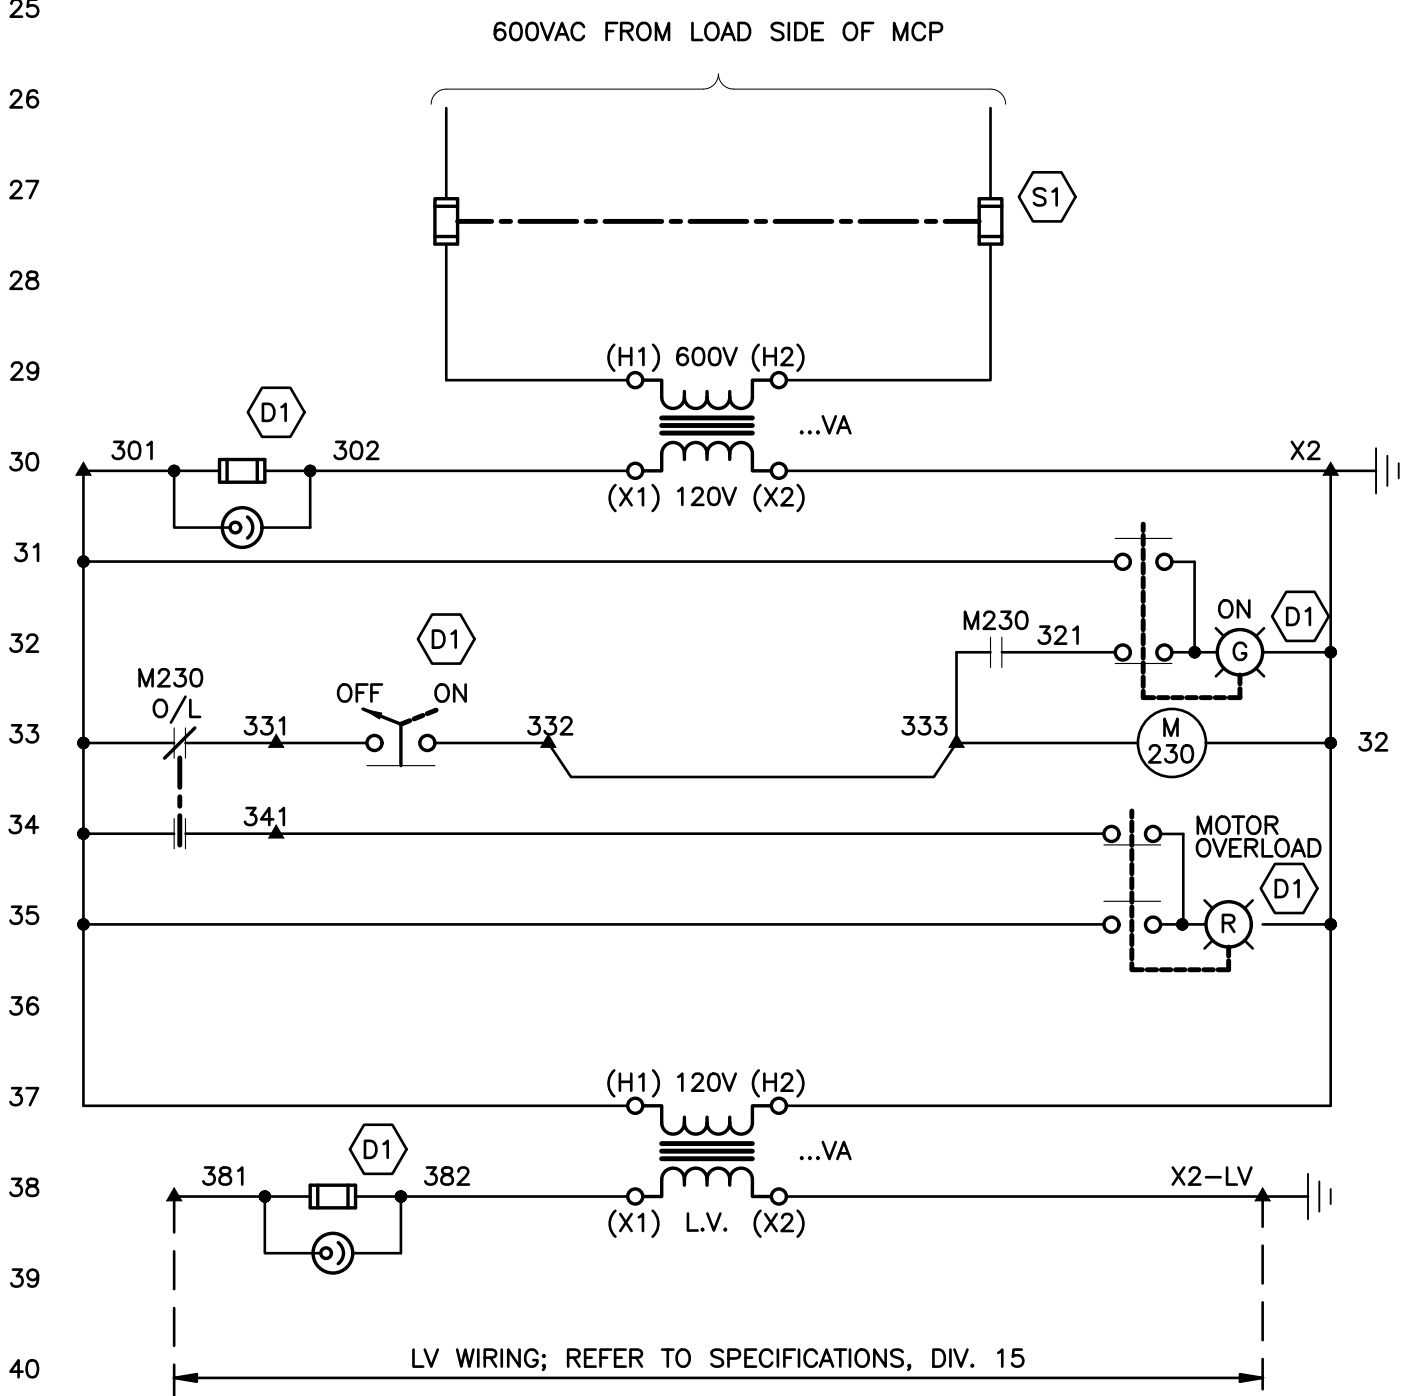 25
600VAC FROM LOAD SIDE OF MCP
26
27
S1
28
29
(H1) 600V (H2)
D1
...VA
30
301
302
X2
(X1) 120V (X2)
31
ON
D1
32
D1
M230
321
G
M230
O/L
OFF
ON
33
331
332
333
M
230
32
34
341
MOTOR
OVERLOAD
D1
35
R
36
37
(H1) 120V (H2)
D1
...VA
38
381
382
X2-LV
(X1) L.V. (X2)
39
40
LV WIRING; REFER TO SPECIFICATIONS, DIV. 15